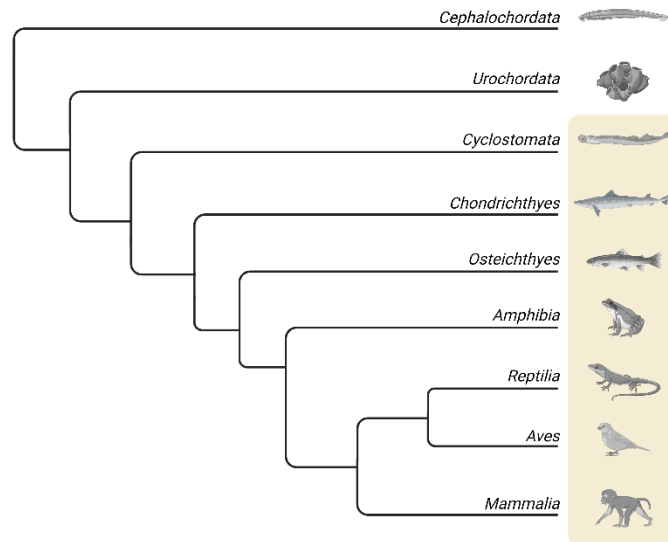 Cephalochordata
Urochordata
Cyclostomata
Chondrichthyes
Osteichthyes
Amphibia
Reptilia
Aves
Mammalia